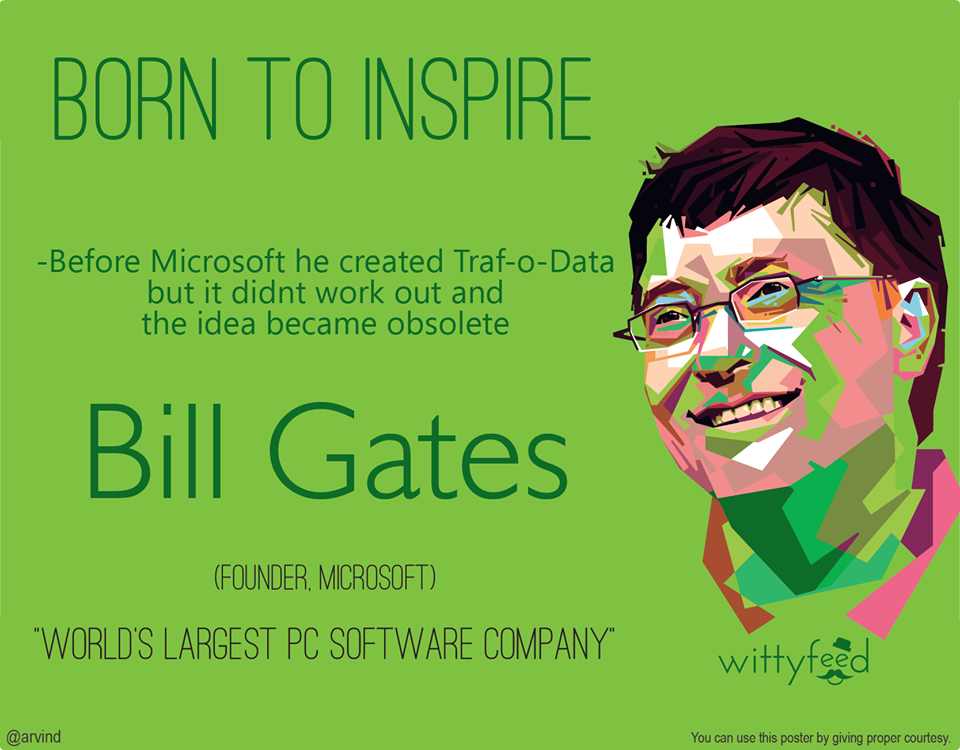 BORN TO INSPIRE
-Before Microsoft he created Traf-o-Data
but it didnt work out and
the idea became obsolete
Bill Gates
(FOUNDER, MICROSOFT)
"WORLD'S LARGEST PC SOFTWARE COMPANY"
wittyfeed
@arvind
You can use this poster by giving proper courtesy.